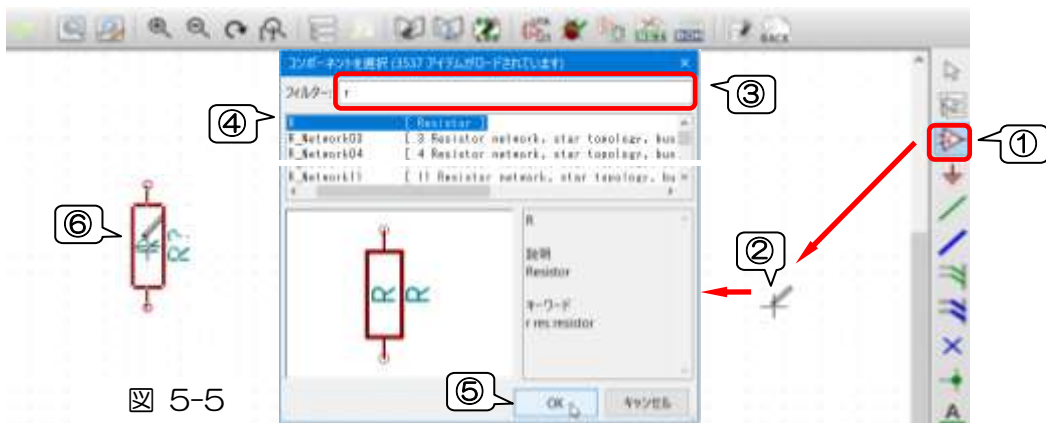 コンポーネントを選択 (3537 アイテムがロードされています)
フィルター: r
③
④
R [ Resistor ]
R_Network03 [ 3 Resistor network, star topology, bus
R_Network04 [ 4 Resistor network, star topology, bus
R_Network11 [ 11 Resistor network, star topology, bu
①
⑥
R
R?
②
R
R
R
説明
Resistor
キーワード
r res resistor
⑤
OK
キャンセル
図 5-5
A
BACK